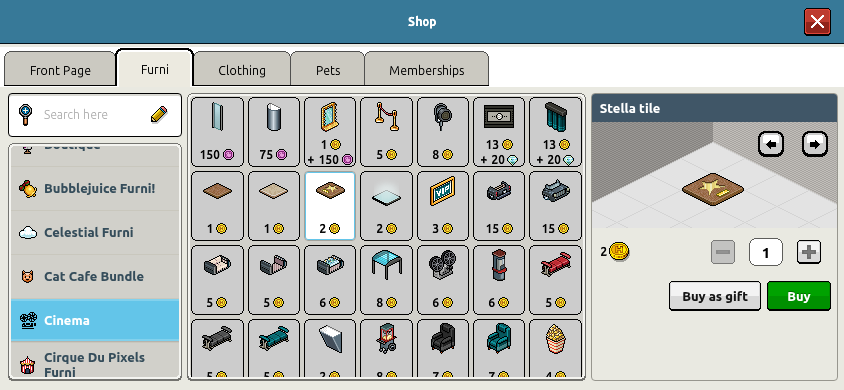 Shop
Front Page
Furni
Clothing
Pets
Memberships
Search here
Bubblejuice Furni!
Celestial Furni
Cat Cafe Bundle
Cinema
Cirque Du Pixels
Furni
150
75
1
+ 150
5
8
13
+ 20
13
+ 20
1
1
2
2
VIP
3
15
15
5
5
6
8
6
6
5
Stella tile
2
1
Buy as gift
Buy